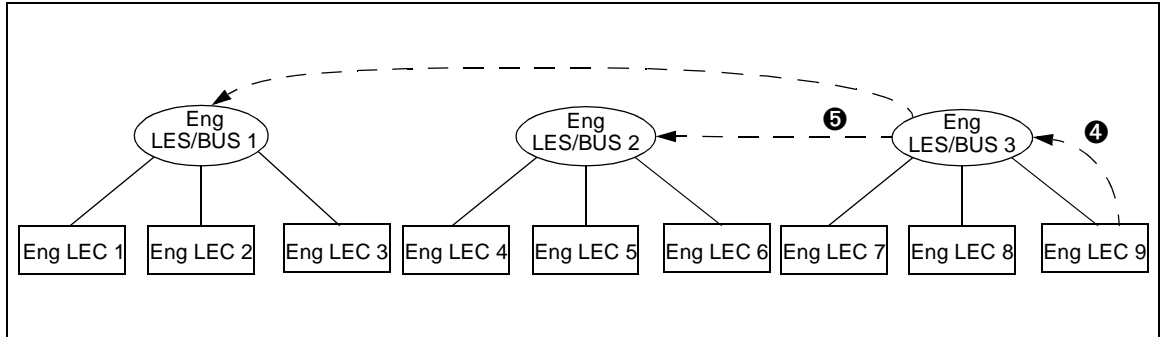 Eng
LES/BUS 1
Eng
LES/BUS 2
❺
Eng
LES/BUS 3
❹
Eng LEC 1
Eng LEC 2
Eng LEC 3
Eng LEC 4
Eng LEC 5
Eng LEC 6
Eng LEC 7
Eng LEC 8
Eng LEC 9